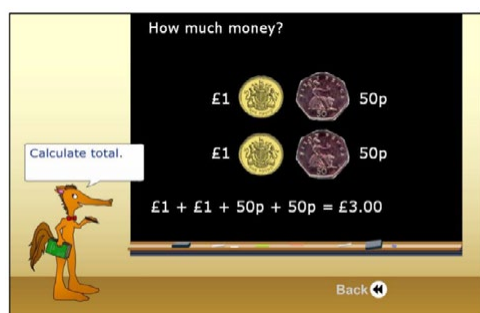 How much money?
£1 50p
Calculate total.
£1 50p
£1 + £1 + 50p + 50p = £3.00
Back